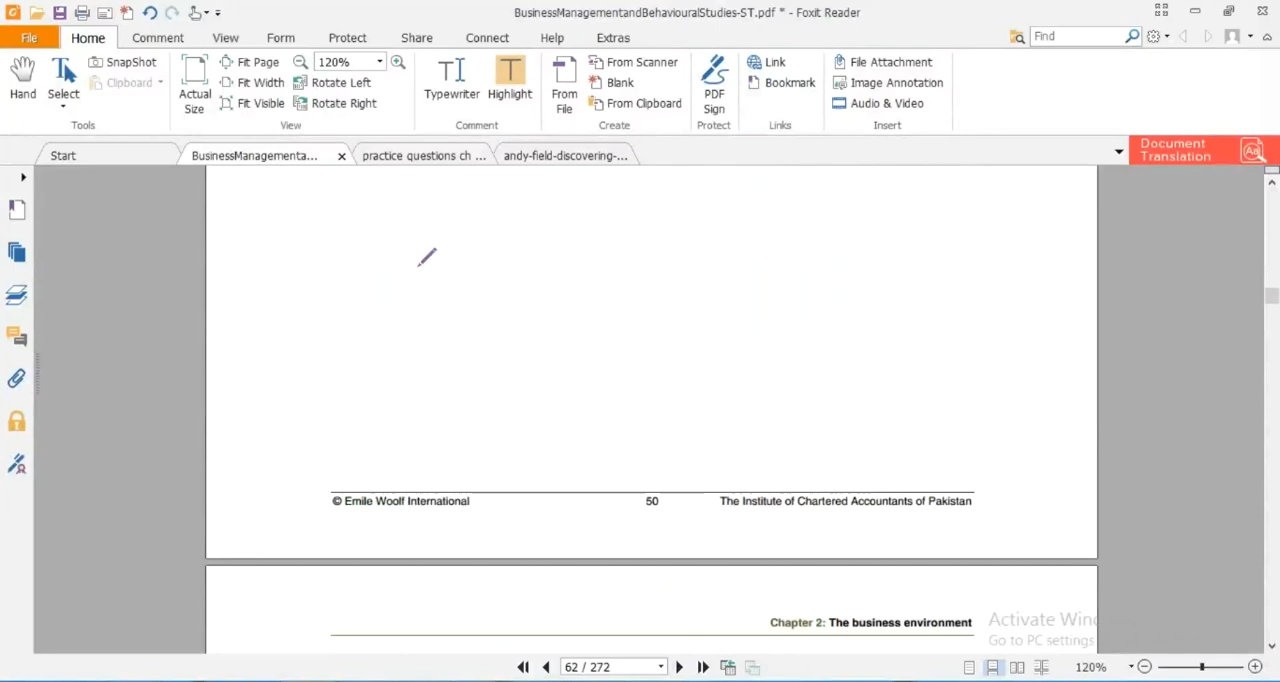 BusinessManagementandBehaviouralStudies-ST.pdf * - Foxit Reader
File Home Comment View Form Protect Share Connect Help Extras Find
Hand
Select
SnapShot
Clipboard
Tools
Actual Size
Fit Page
Fit Width
Fit Visible
120%
Rotate Left
Rotate Right
View
Typewriter
Highlight
Comment
From File
From Scanner
Blank
From Clipboard
Create
PDF Sign
Protect
Link
Bookmark
Links
File Attachment
Image Annotation
Audio & Video
Insert
Start
BusinessManagementa...
practice questions ch ...
andy-field-discovering-...
Document Translation
© Emile Woolf International 50 The Institute of Chartered Accountants of Pakistan
Chapter 2: The business environment
Activate Win
Go to PC settings
62 / 272
120%